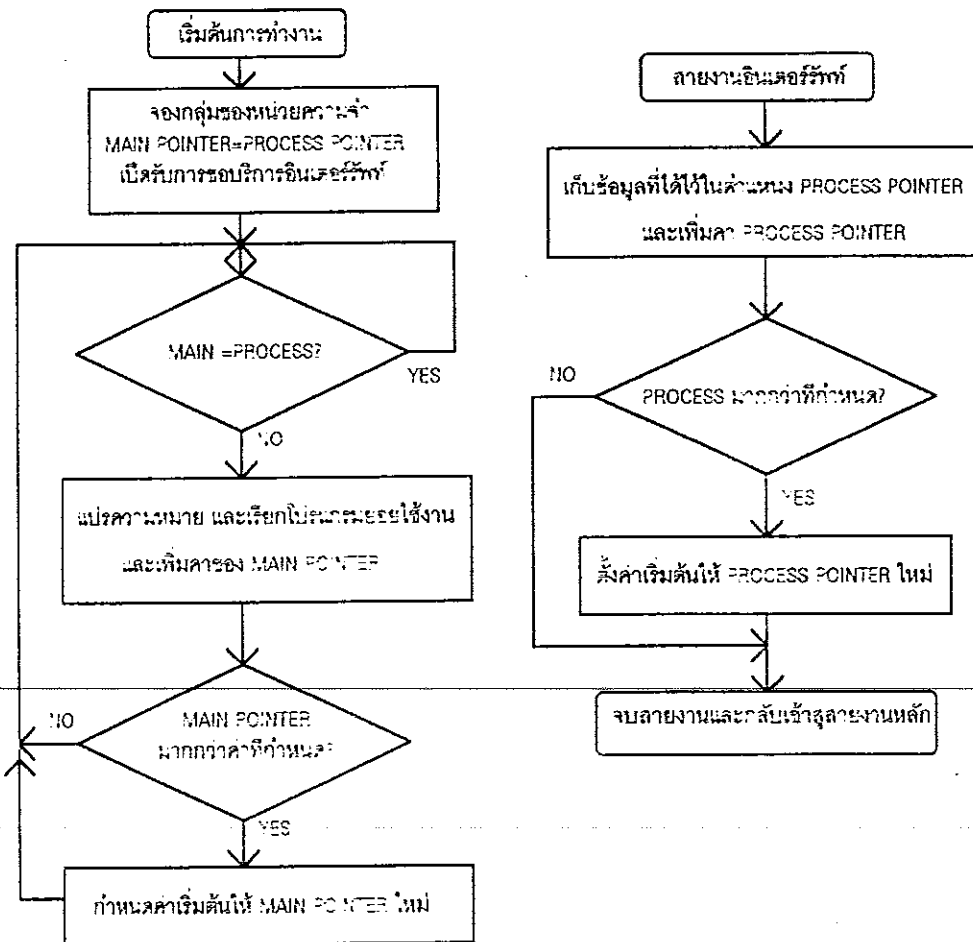 เริ่มต้นการทำงาน
จองกลุ่มของหน่วยความจำ
MAIN POINTER=PROCESS POINTER
เปิดรับการขอบริการอินเตอร์รัพท์
MAIN =PROCESS?
YES
NO
แปรความหมาย และเรียกโปรแกรมย่อยใช้งาน
และเพิ่มค่าของ MAIN POINTER
MAIN POINTER
มากกว่าค่าที่กำหนด?
NO
YES
กำหนดค่าเริ่มต้นให้ MAIN POINTER ใหม่
สายงานอินเตอร์รัพท์
เก็บข้อมูลที่ได้ไว้ในตำแหน่ง PROCESS POINTER
และเพิ่มค่า PROCESS POINTER
PROCESS มากกว่าที่กำหนด?
NO
YES
ตั้งค่าเริ่มต้นให้ PROCESS POINTER ใหม่
จบสายงานและกลับเข้าสู่สายงานหลัก